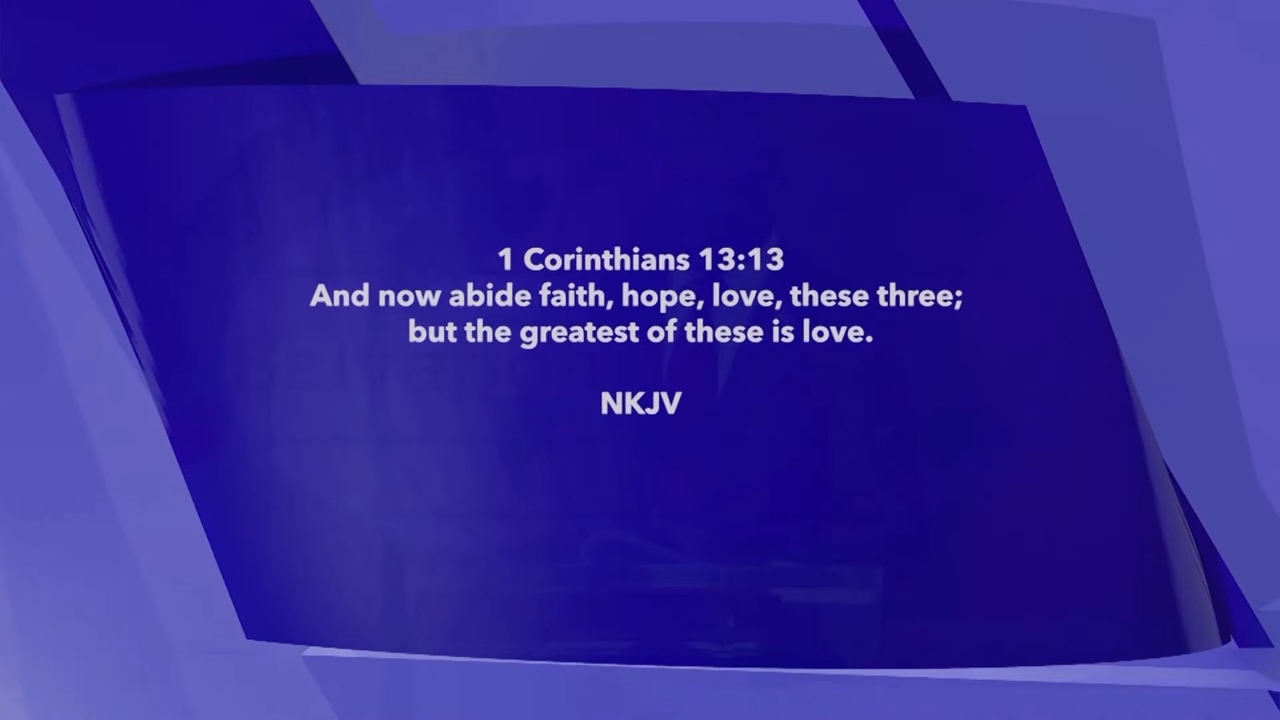 1 Corinthians 13:13
And now abide faith, hope, love, these three;
but the greatest of these is love.
NKJV